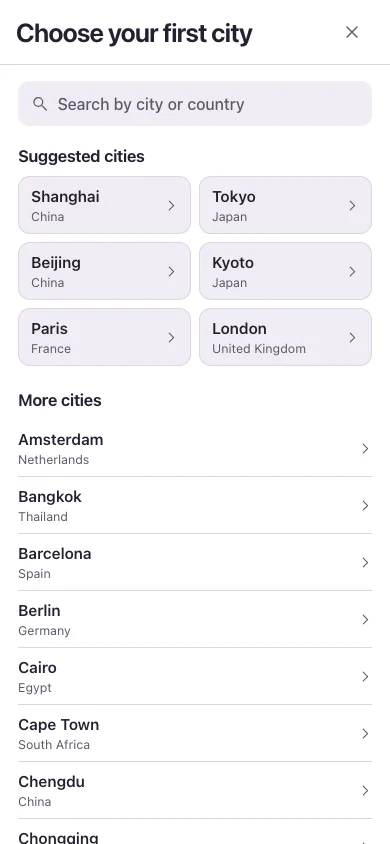 Choose your first city
Search by city or country
Suggested cities
Shanghai
China
Tokyo
Japan
Beijing
China
Kyoto
Japan
Paris
France
London
United Kingdom
More cities
Amsterdam
Netherlands
Bangkok
Thailand
Barcelona
Spain
Berlin
Germany
Cairo
Egypt
Cape Town
South Africa
Chengdu
China
Chongqing